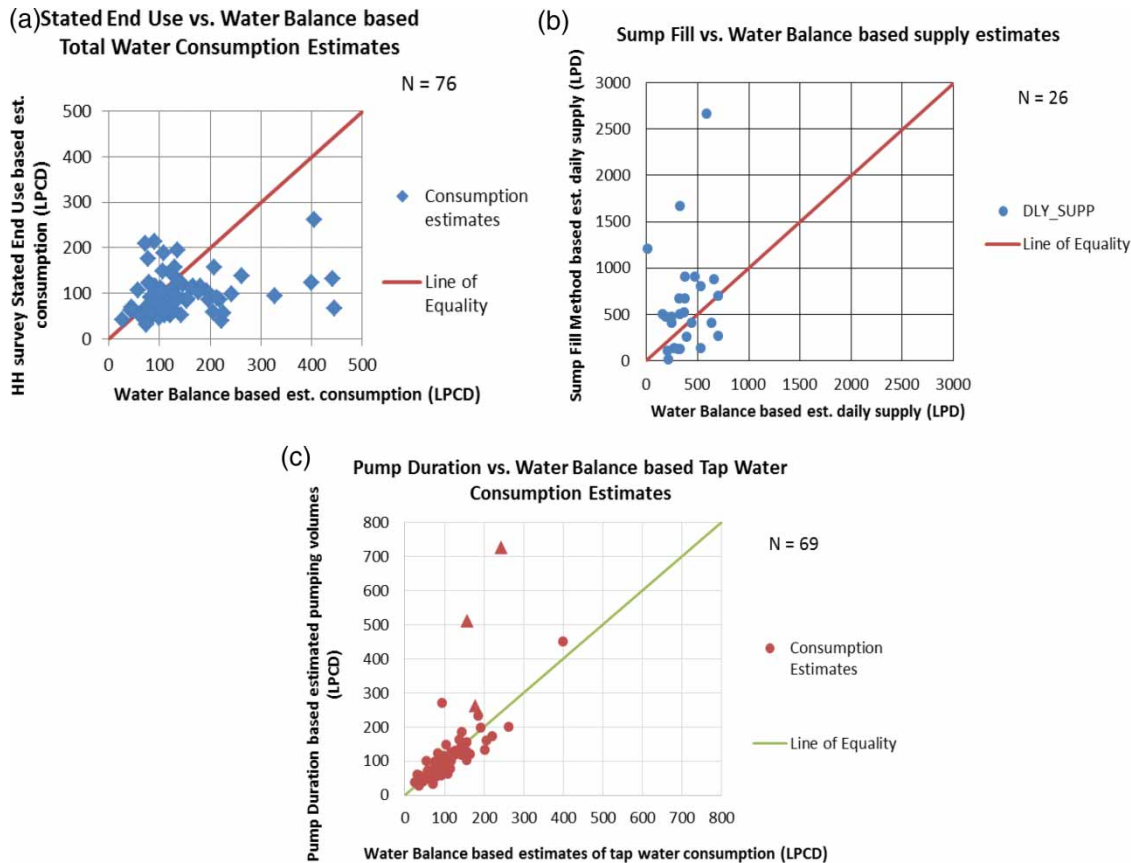 (a)
Stated End Use vs. Water Balance based
Total Water Consumption Estimates
N = 76
HH survey Stated End Use based est.
consumption (LPCD)
500
400
300
200
100
0
0 100 200 300 400 500
Water Balance based est. consumption (LPCD)
Consumption
estimates
Line of
Equality
(b)
Sump Fill vs. Water Balance based supply estimates
N = 26
Sump Fill Method based est. daily supply (LPD)
3000
2500
2000
1500
1000
500
0
0 500 1000 1500 2000 2500 3000
Water Balance based est. daily supply (LPD)
DLY_SUPP
Line of Equality
(c)
Pump Duration vs. Water Balance based Tap Water
Consumption Estimates
N = 69
Pump Duration based estimated pumping volumes
(LPCD)
800
700
600
500
400
300
200
100
0
0 100 200 300 400 500 600 700 800
Water Balance based estimates of tap water consumption (LPCD)
Consumption
Estimates
Line of Equality